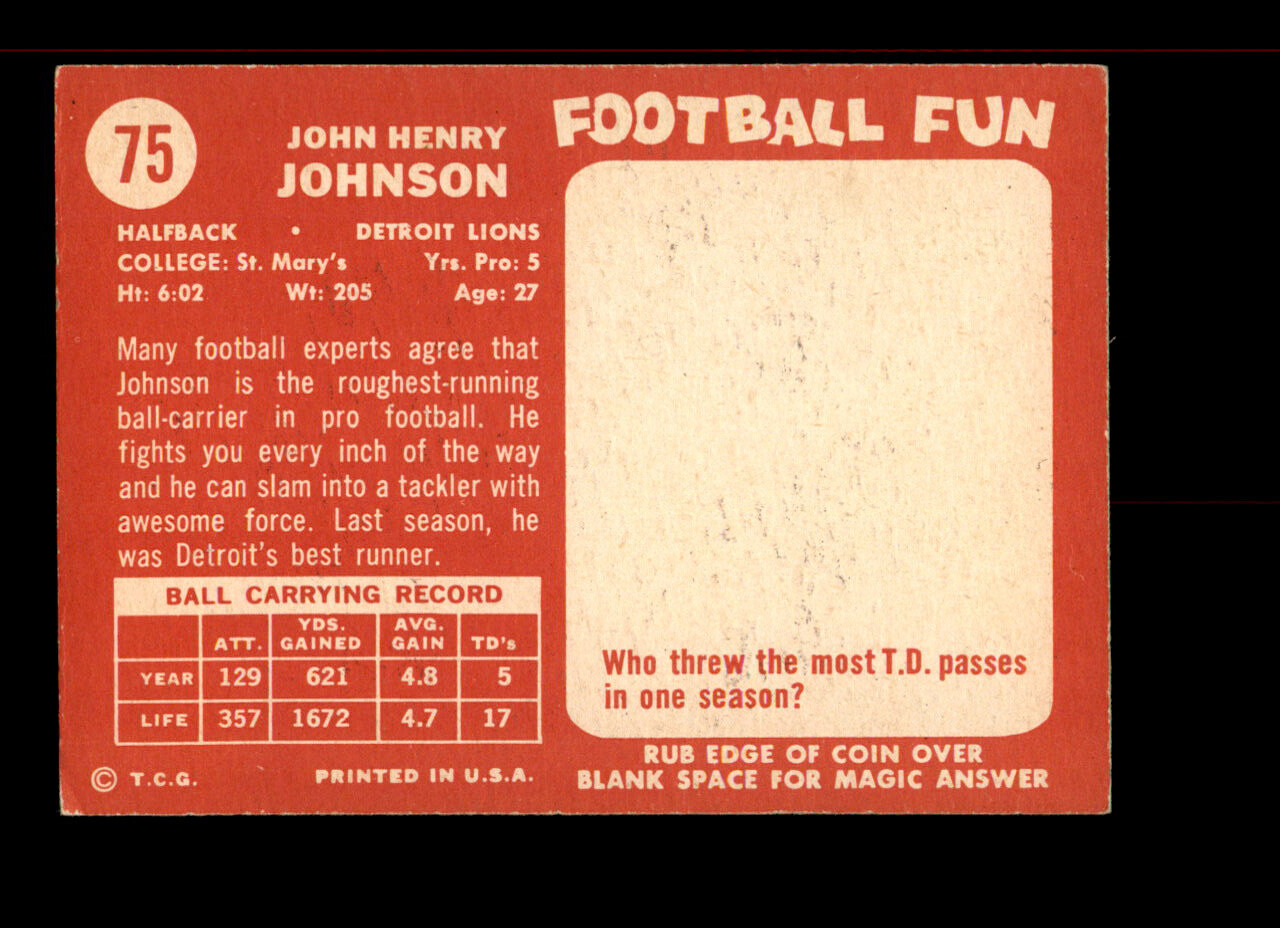 75
JOHN HENRY
JOHNSON
HALFBACK • DETROIT LIONS
COLLEGE: St. Mary's Yrs. Pro: 5
Ht: 6:02 Wt: 205 Age: 27
Many football experts agree that
Johnson is the roughest-running
ball-carrier in pro football. He
fights you every inch of the way
and he can slam into a tackler with
awesome force. Last season, he
was Detroit's best runner.
BALL CARRYING RECORD
ATT. YDS. GAINED AVG. GAIN TD's
YEAR 129 621 4.8 5
LIFE 357 1672 4.7 17
© T.C.G. PRINTED IN U.S.A.
FOOTBALL FUN
Who threw the most T.D. passes
in one season?
RUB EDGE OF COIN OVER
BLANK SPACE FOR MAGIC ANSWER